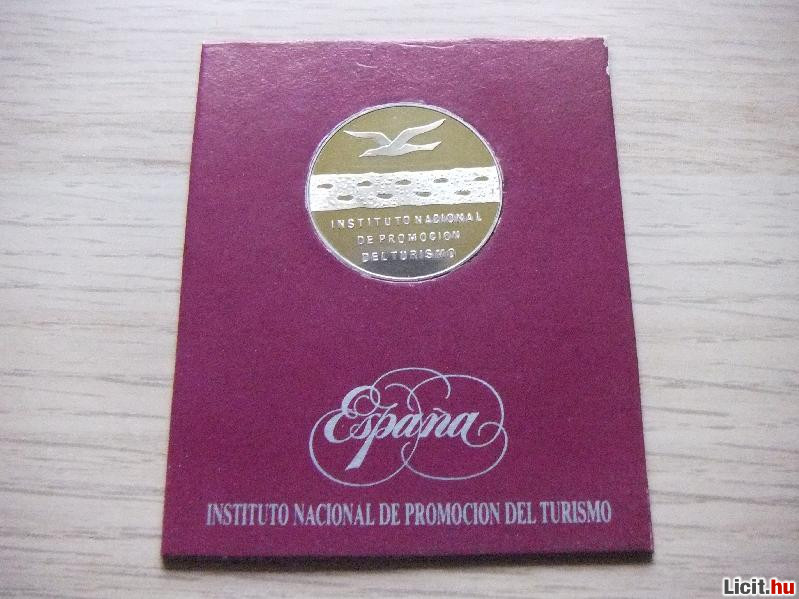 INSTITUTO NACIONAL
DE PROMOCION
DEL TURISMO
España
INSTITUTO NACIONAL DE PROMOCION DEL TURISMO
Licit.hu